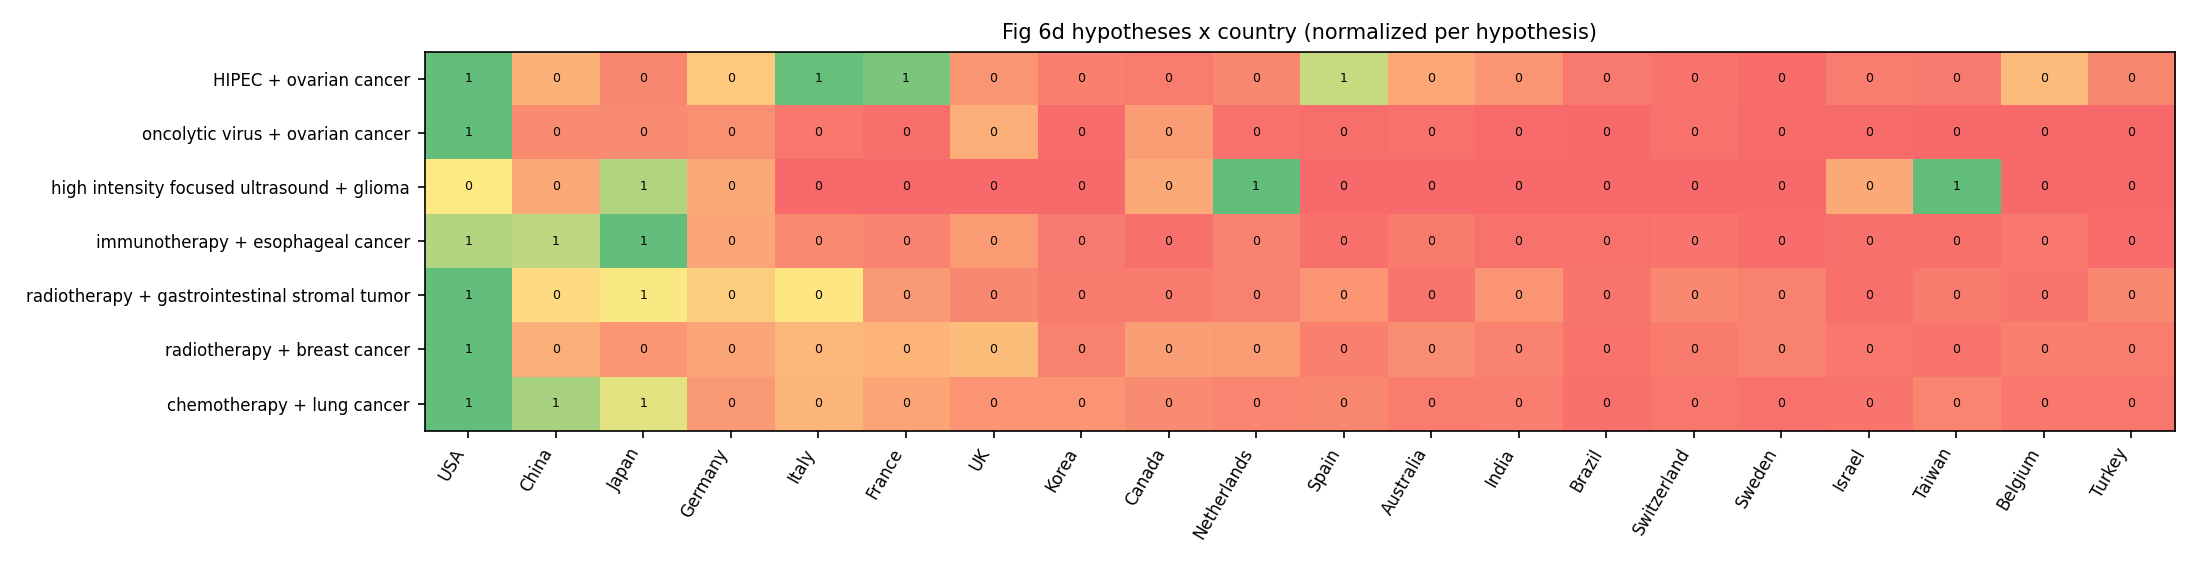 Fig 6d hypotheses x country (normalized per hypothesis)
HIPEC + ovarian cancer 1 0 0 0 1 1 0 0 0 0 1 0 0 0 0 0 0 0 0 0
oncolytic virus + ovarian cancer 1 0 0 0 0 0 0 0 0 0 0 0 0 0 0 0 0 0 0 0
high intensity focused ultrasound + glioma 0 0 1 0 0 0 0 0 0 1 0 0 0 0 0 0 0 1 0 0
immunotherapy + esophageal cancer 1 1 1 0 0 0 0 0 0 0 0 0 0 0 0 0 0 0 0 0
radiotherapy + gastrointestinal stromal tumor 1 0 1 0 0 0 0 0 0 0 0 0 0 0 0 0 0 0 0 0
radiotherapy + breast cancer 1 0 0 0 0 0 0 0 0 0 0 0 0 0 0 0 0 0 0 0
chemotherapy + lung cancer 1 1 1 0 0 0 0 0 0 0 0 0 0 0 0 0 0 0 0 0
USA China Japan Germany Italy France UK Korea Canada Netherlands Spain Australia India Brazil Switzerland Sweden Israel Taiwan Belgium Turkey